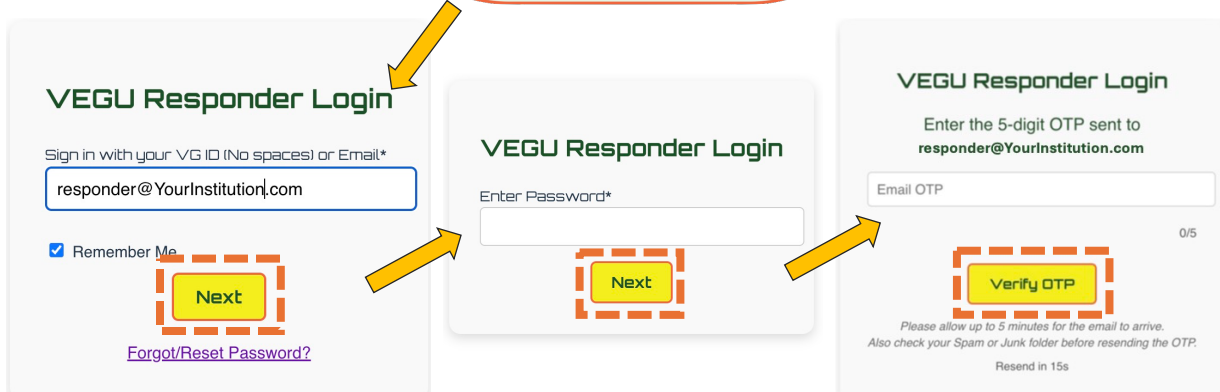 VEGU Responder Login
Sign in with your VG ID (No spaces) or Email*
responder@YourInstitution.com
Remember Me
Next
Forgot/Reset Password?
VEGU Responder Login
Enter Password*
Next
VEGU Responder Login
Enter the 5-digit OTP sent to
responder@YourInstitution.com
Email OTP
0/5
Verify OTP
Please allow up to 5 minutes for the email to arrive.
Also check your Spam or Junk folder before resending the OTP.
Resend in 15s